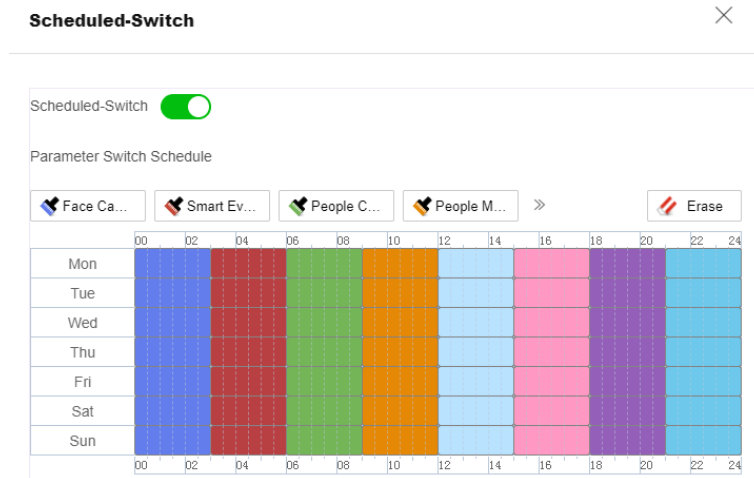 Scheduled-Switch
Scheduled-Switch
Parameter Switch Schedule
Face Ca... Smart Ev... People C... People M... Erase
00 02 04 06 08 10 12 14 16 18 20 22 24
Mon
Tue
Wed
Thu
Fri
Sat
Sun
00 02 04 06 08 10 12 14 16 18 20 22 24